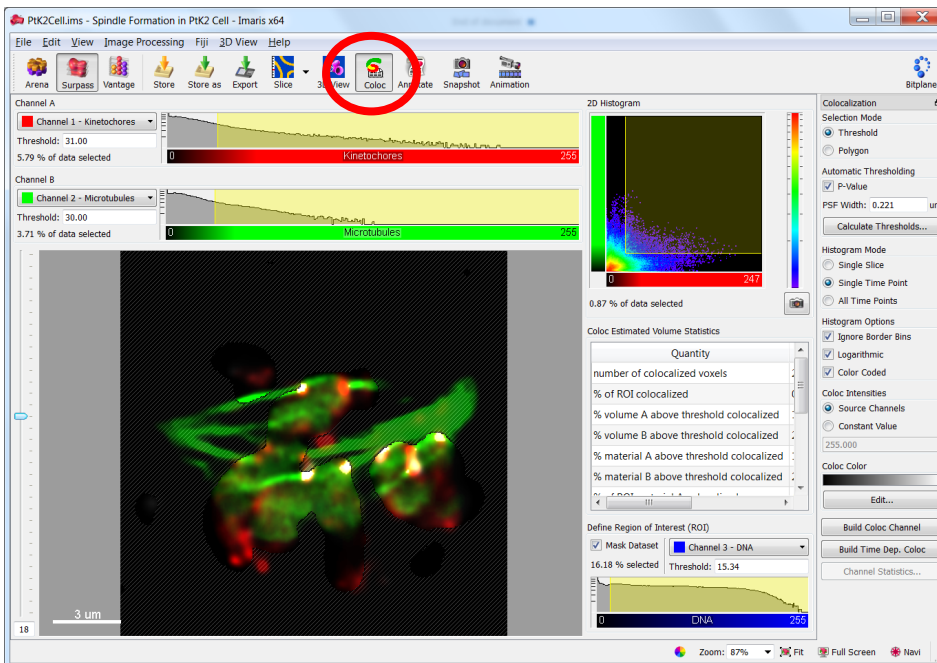 PtK2Cell.ims - Spindle Formation in PtK2 Cell - Imaris x64
File Edit View Image Processing Fiji 3D View Help
Arena Surpass Vantage Store Store as Export Slice 3D View Coloc Annotate Snapshot Animation Bitplane
Channel A
Channel 1 - Kinetochores
Threshold: 31.00
5.79 % of data selected
0 Kinetochores 255
Channel B
Channel 2 - Microtubules
Threshold: 30.00
3.71 % of data selected
0 Microtubules 255
3 um
18
2D Histogram
0 247
0.87 % of data selected
Coloc Estimated Volume Statistics
Quantity
number of colocalized voxels
% of ROI colocalized
% volume A above threshold colocalized
% volume B above threshold colocalized
% material A above threshold colocalized
% material B above threshold colocalized
Define Region of Interest (ROI)
Mask Dataset Channel 3 - DNA
16.18 % selected Threshold: 15.34
0 DNA 255
Colocalization
Selection Mode
Threshold
Polygon
Automatic Thresholding
P-Value
PSF Width: 0.221
Calculate Thresholds...
Histogram Mode
Single Slice
Single Time Point
All Time Points
Histogram Options
Ignore Border Bins
Logarithmic
Color Coded
Coloc Intensities
Source Channels
Constant Value
255.000
Coloc Color
Edit...
Build Coloc Channel
Build Time Dep. Coloc
Channel Statistics...
Zoom: 87% Fit Full Screen Navi